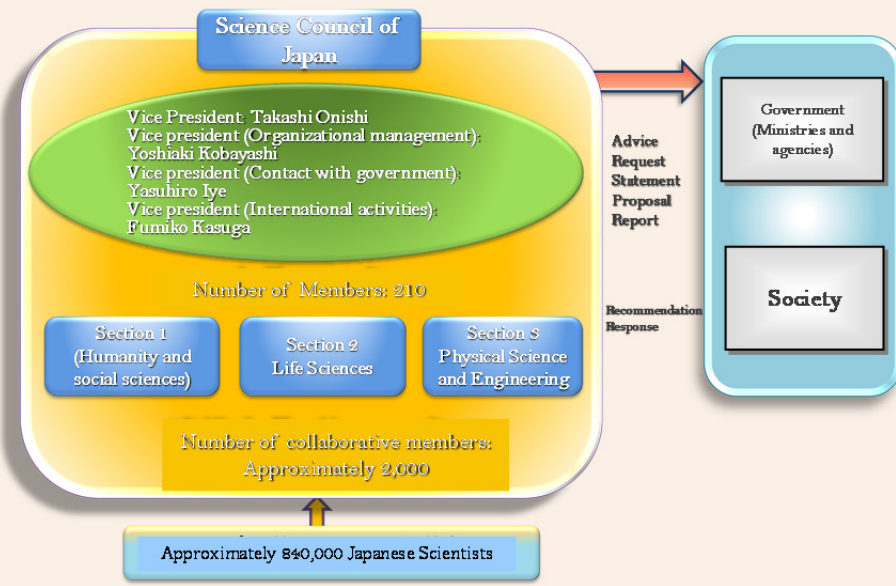 Science Council of
Japan
Vice President: Takashi Onishi
Vice president (Organizational management):
Yoshiaki Kobayashi
Vice president (Contact with government):
Yasuhiro Iye
Vice president (International activities):
Fumiko Kasuga
Number of Members: 210
Section 1
(Humanity and
social sciences)
Section 2
Life Sciences
Section 3
Physical Science
and Engineering
Number of collaborative members:
Approximately 2,000
Approximately 840,000 Japanese Scientists
Advice
Request
Statement
Proposal
Report
Recommendation
Response
Government
(Ministries and
agencies)
Society